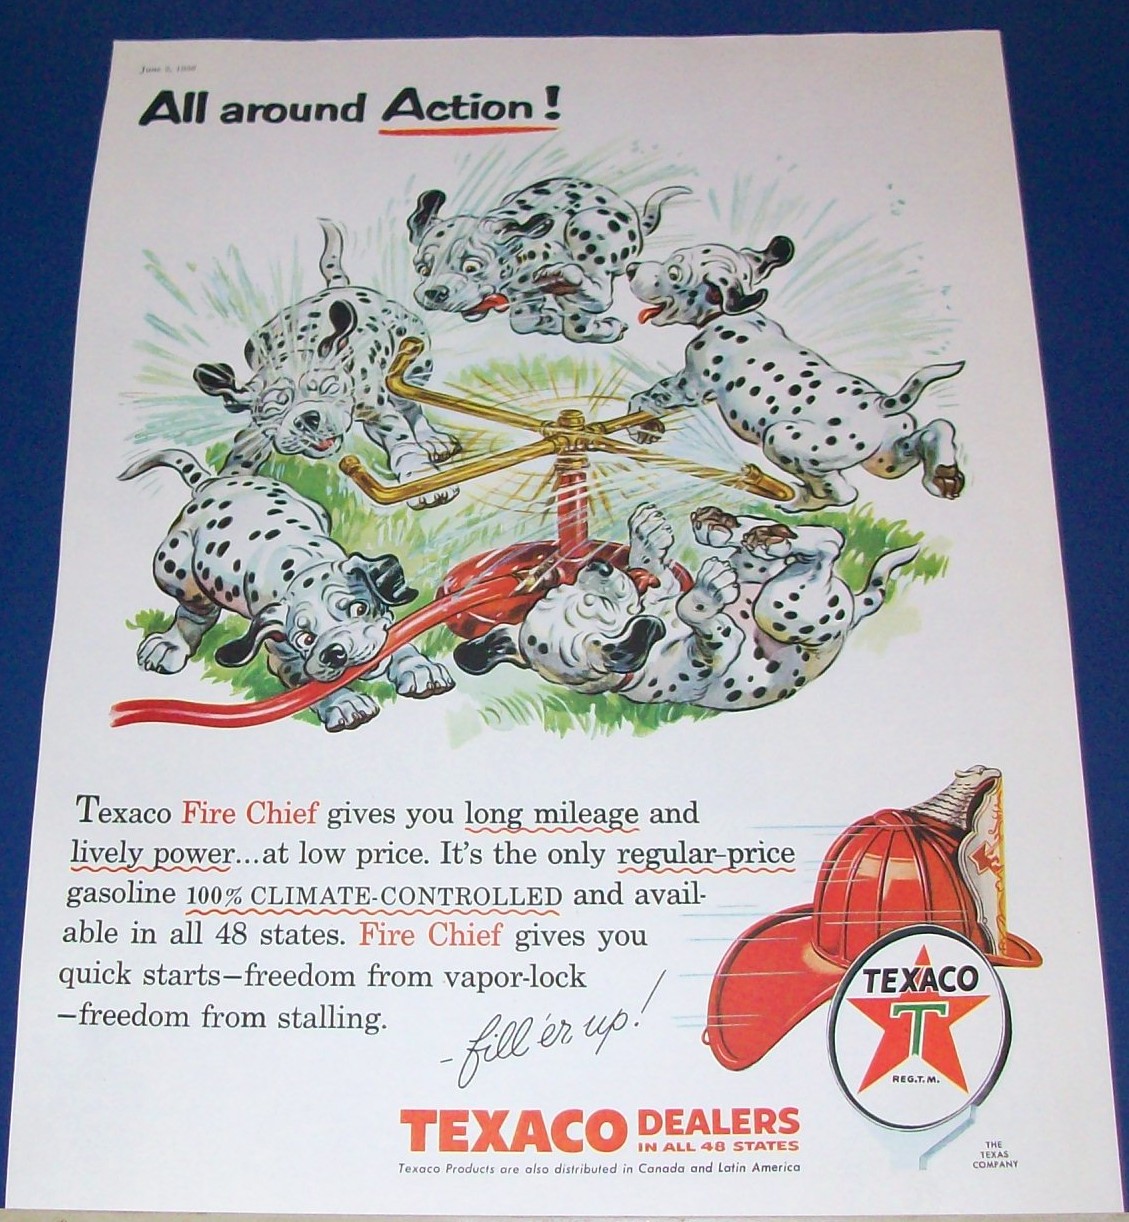 All around Action!
Texaco Fire Chief gives you long mileage and
lively power...at low price. It's the only regular-price
gasoline 100% CLIMATE-CONTROLLED and avail-
able in all 48 states. Fire Chief gives you
quick starts—freedom from vapor-lock
—freedom from stalling.
- fill 'er up!
TEXACO
T
REG.T.M.
TEXACO DEALERS
IN ALL 48 STATES
Texaco Products are also distributed in Canada and Latin America
THE
TEXAS
COMPANY